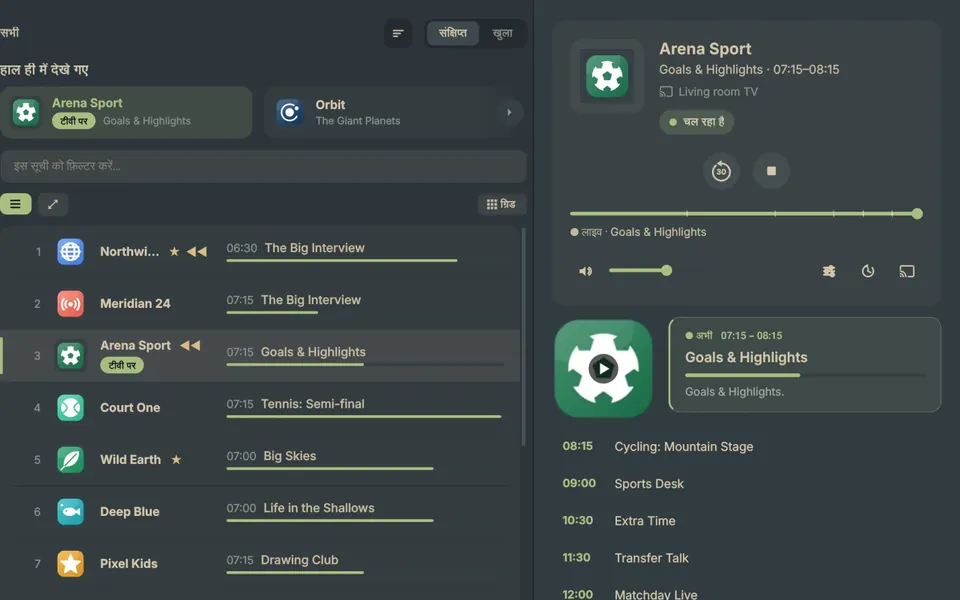 सभी
संक्षिप्त
खुला
हाल ही में देखे गए
Arena Sport
टीवी पर Goals & Highlights
Orbit
The Giant Planets
इस सूची को फ़िल्टर करें...
ग्रिड
1 Northwi... 06:30 The Big Interview
2 Meridian 24 07:15 The Big Interview
3 Arena Sport 07:15 Goals & Highlights
टीवी पर
4 Court One 07:15 Tennis: Semi-final
5 Wild Earth 07:00 Big Skies
6 Deep Blue 07:00 Life in the Shallows
7 Pixel Kids 07:15 Drawing Club
Arena Sport
Goals & Highlights · 07:15–08:15
Living room TV
चल रहा है
30
लाइव · Goals & Highlights
अभी 07:15 – 08:15
Goals & Highlights
Goals & Highlights.
08:15 Cycling: Mountain Stage
09:00 Sports Desk
10:30 Extra Time
11:30 Transfer Talk
12:00 Matchday Live